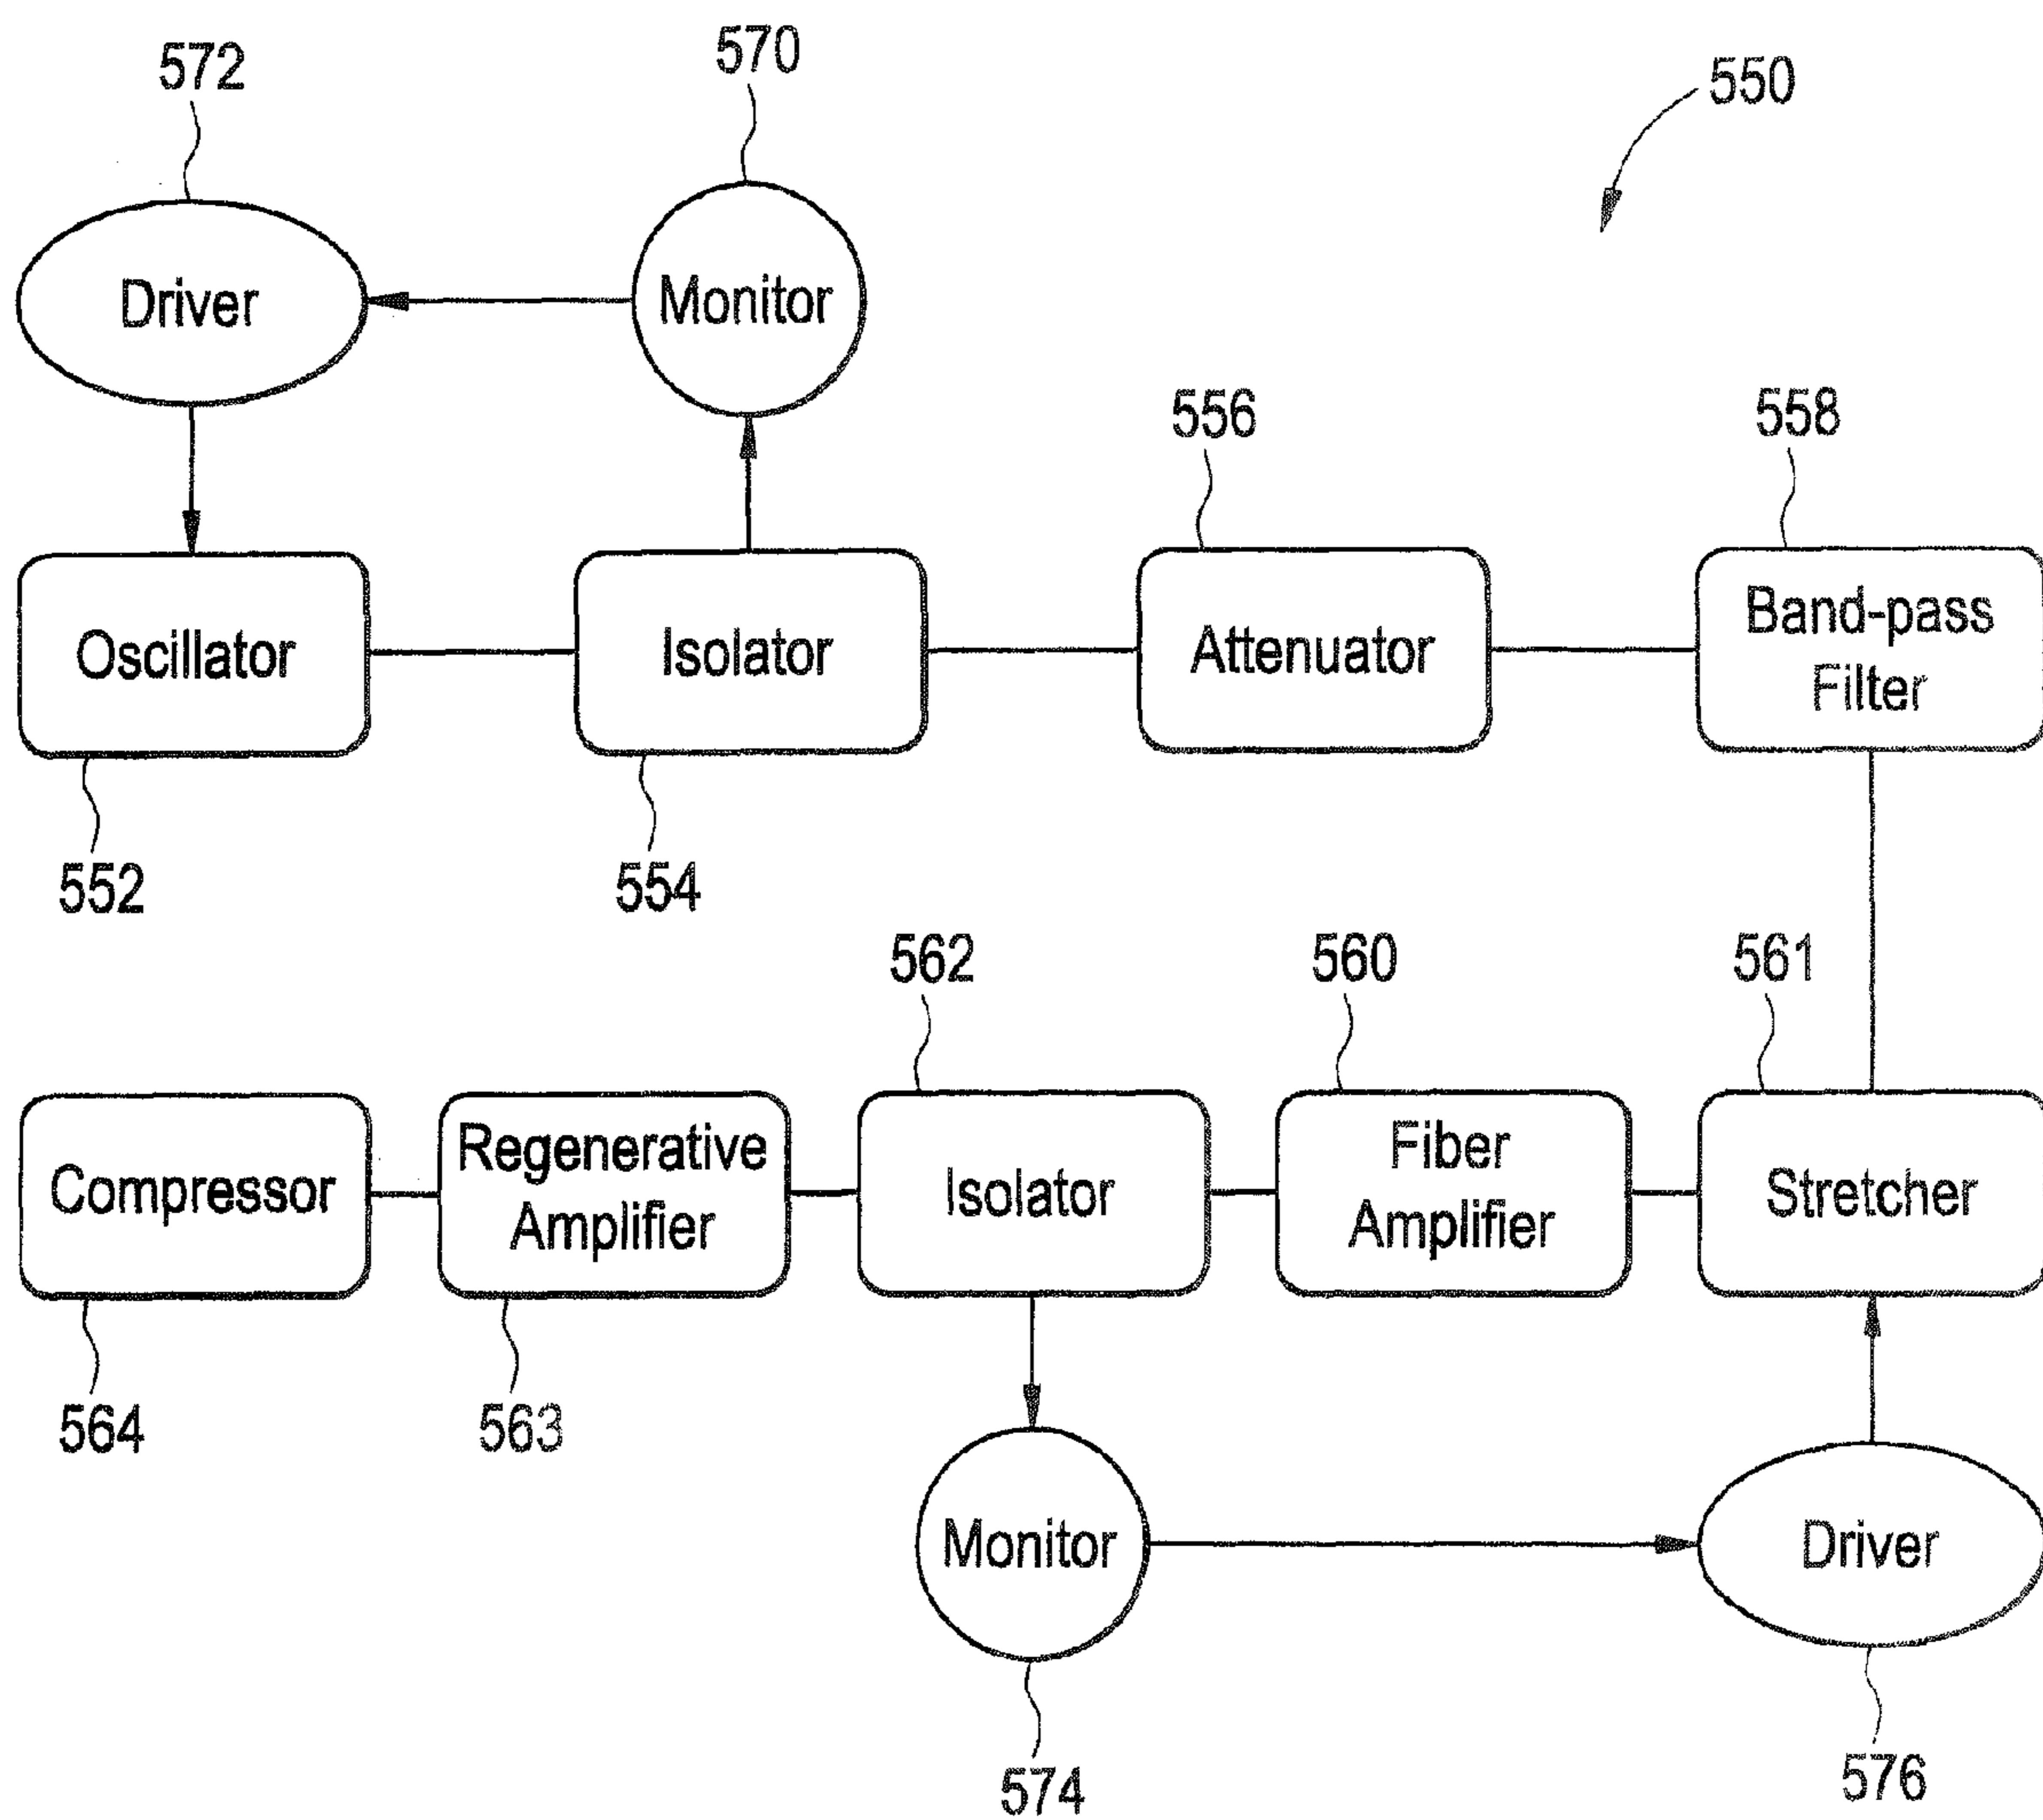 572
570
550
Driver
Monitor
556
558
Oscillator
Isolator
Attenuator
Band-pass
Filter
552
554
562
560
561
Compressor
Regenerative
Amplifier
Isolator
Fiber
Amplifier
Stretcher
564
563
Monitor
Driver
574
576